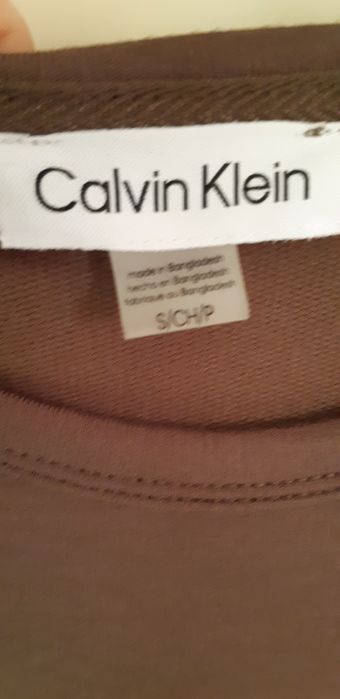 Calvin Klein
made in Bangladesh
hecho en Bangladesh
fabriqué au Bangladesh
S/CH/P